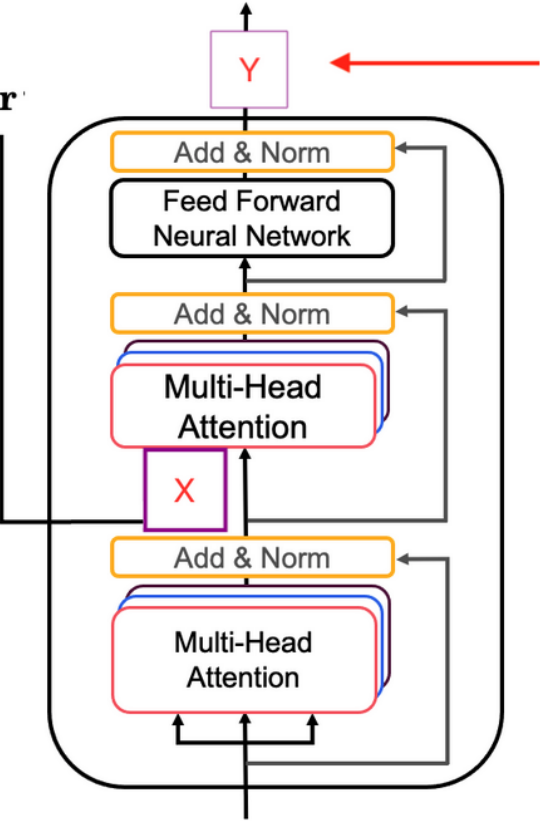 Y
r
Add & Norm
Feed Forward
Neural Network
Add & Norm
Multi-Head
Attention
X
Add & Norm
Multi-Head
Attention